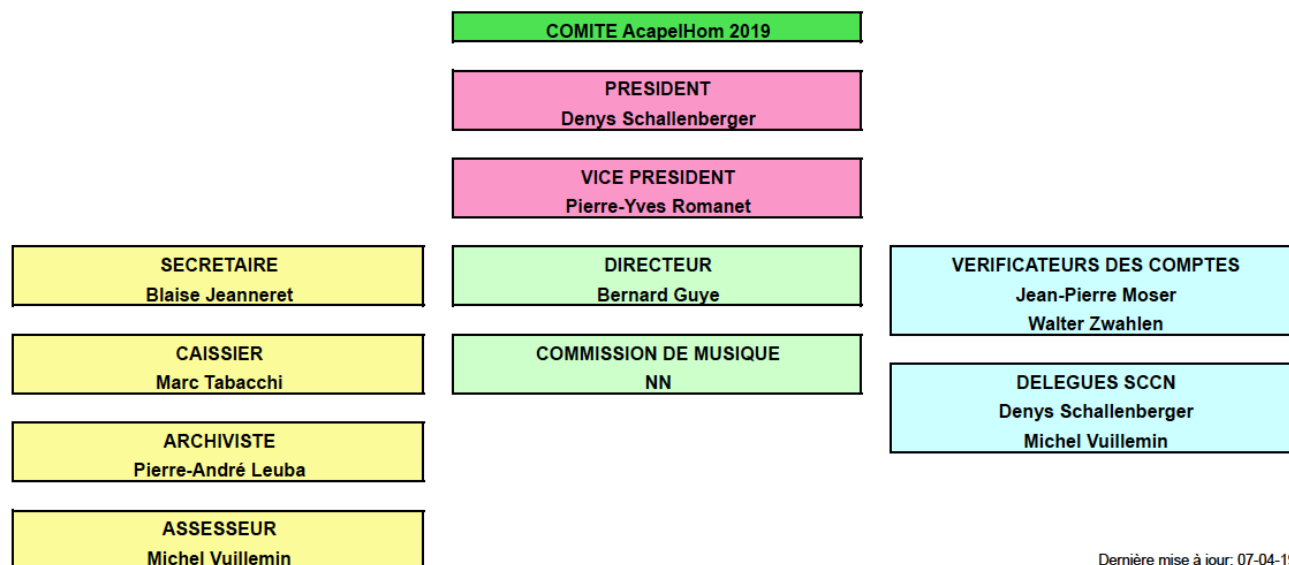 COMITE AcapelHom 2019
PRESIDENT
Denys Schallenberger
VICE PRESIDENT
Pierre-Yves Romanet
SECRETAIRE
Blaise Jeanneret
CAISSIER
Marc Tabacchi
ARCHIVISTE
Pierre-André Leuba
ASSESSEUR
Michel Vuillemin
DIRECTEUR
Bernard Guye
COMMISSION DE MUSIQUE
NN
VERIFICATEURS DES COMPTES
Jean-Pierre Moser
Walter Zwahlen
DELEGUES SCCN
Denys Schallenberger
Michel Vuillemin
Dernière mise à jour: 07-04-19